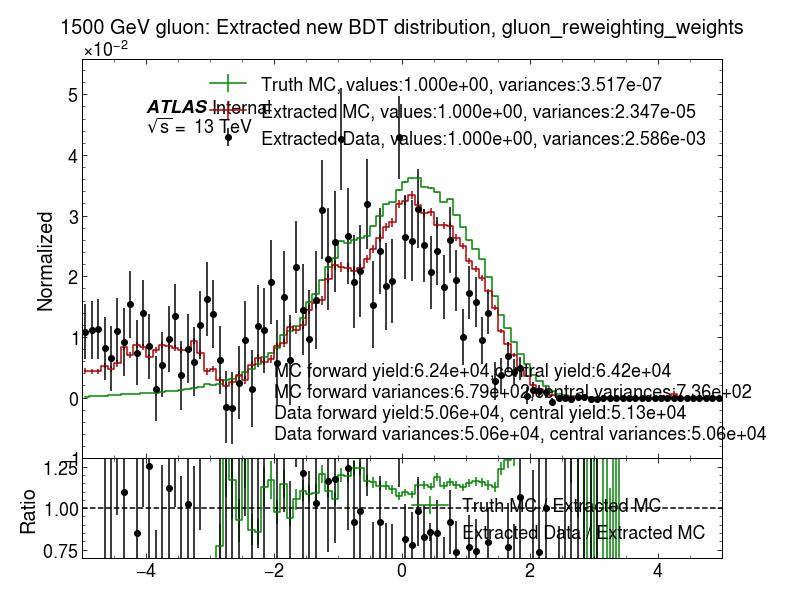 1500 GeV gluon: Extracted new BDT distribution, gluon_reweighting_weights
×10⁻²
Truth MC, values:1.000e+00, variances:3.517e-07
ATLAS Internal
Extracted MC, values:1.000e+00, variances:2.347e-05
√s = 13 TeV
Extracted Data, values:1.000e+00, variances:2.586e-03
5
4
3
2
1
0
Normalized
MC forward yield:6.24e+04,central yield:6.42e+04
MC forward variances:6.79e+02,central variances:7.36e+02
Data forward yield:5.06e+04, central yield:5.13e+04
Data forward variances:5.06e+04, central variances:5.06e+04
1.25
1.00
0.75
Ratio
Truth MC / Extracted MC
Extracted Data / Extracted MC
−4 −2 0 2 4